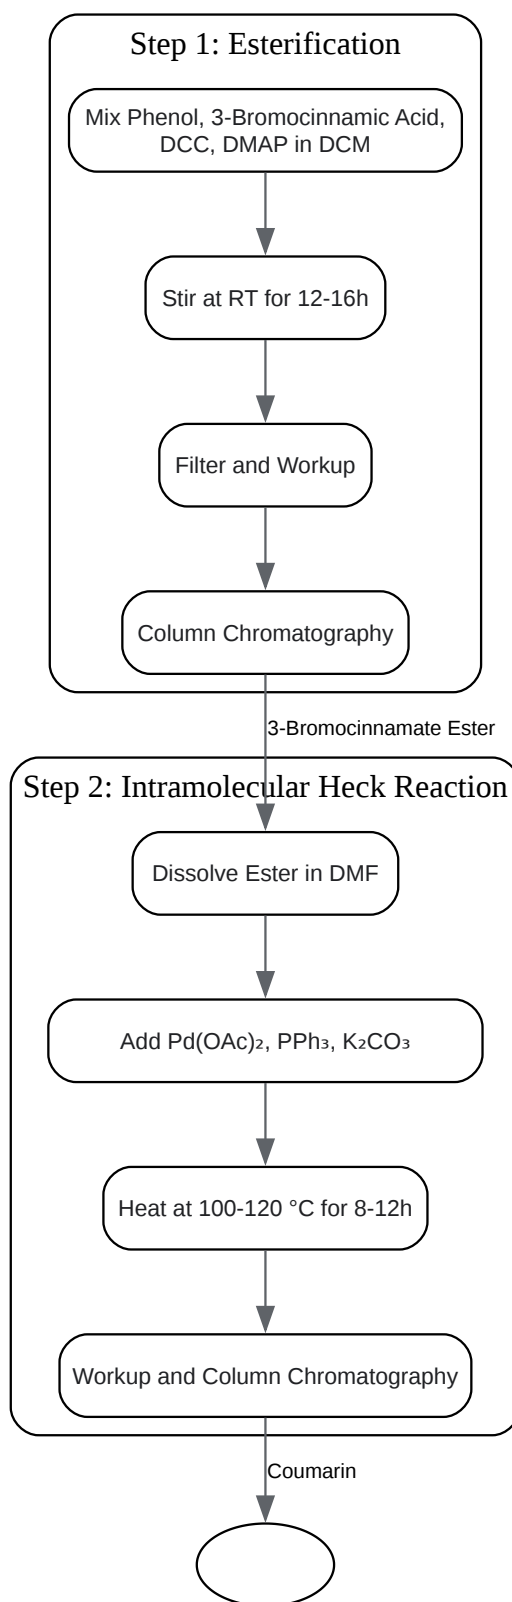 Step 1: Esterification
Mix Phenol, 3-Bromocinnamic Acid,
DCC, DMAP in DCM
Stir at RT for 12-16h
Filter and Workup
Column Chromatography
3-Bromocinnamate Ester
Step 2: Intramolecular Heck Reaction
Dissolve Ester in DMF
Add Pd(OAc)₂, PPh₃, K₂CO₃
Heat at 100-120 °C for 8-12h
Workup and Column Chromatography
Coumarin